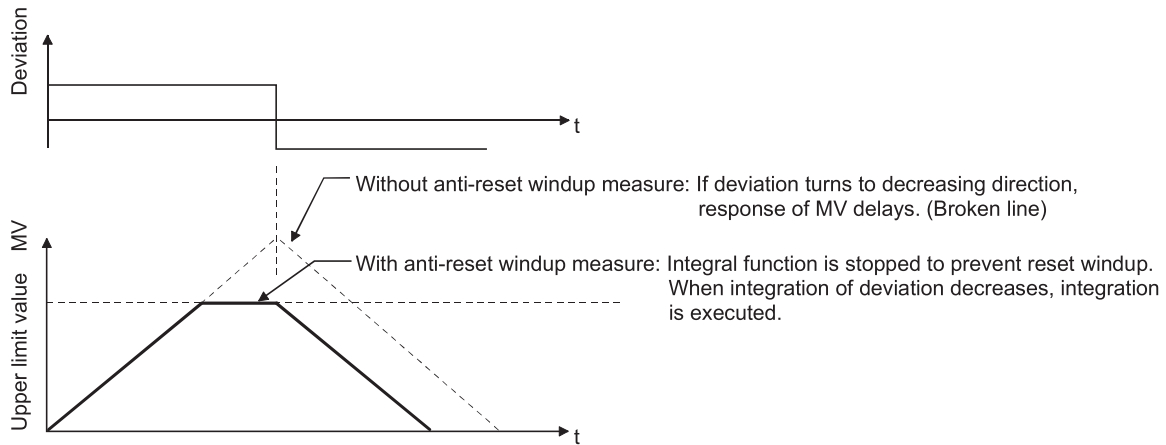 Deviation
t
Without anti-reset windup measure: If deviation turns to decreasing direction,
response of MV delays. (Broken line)
MV
With anti-reset windup measure: Integral function is stopped to prevent reset windup.
When integration of deviation decreases, integration
is executed.
Upper limit value
t